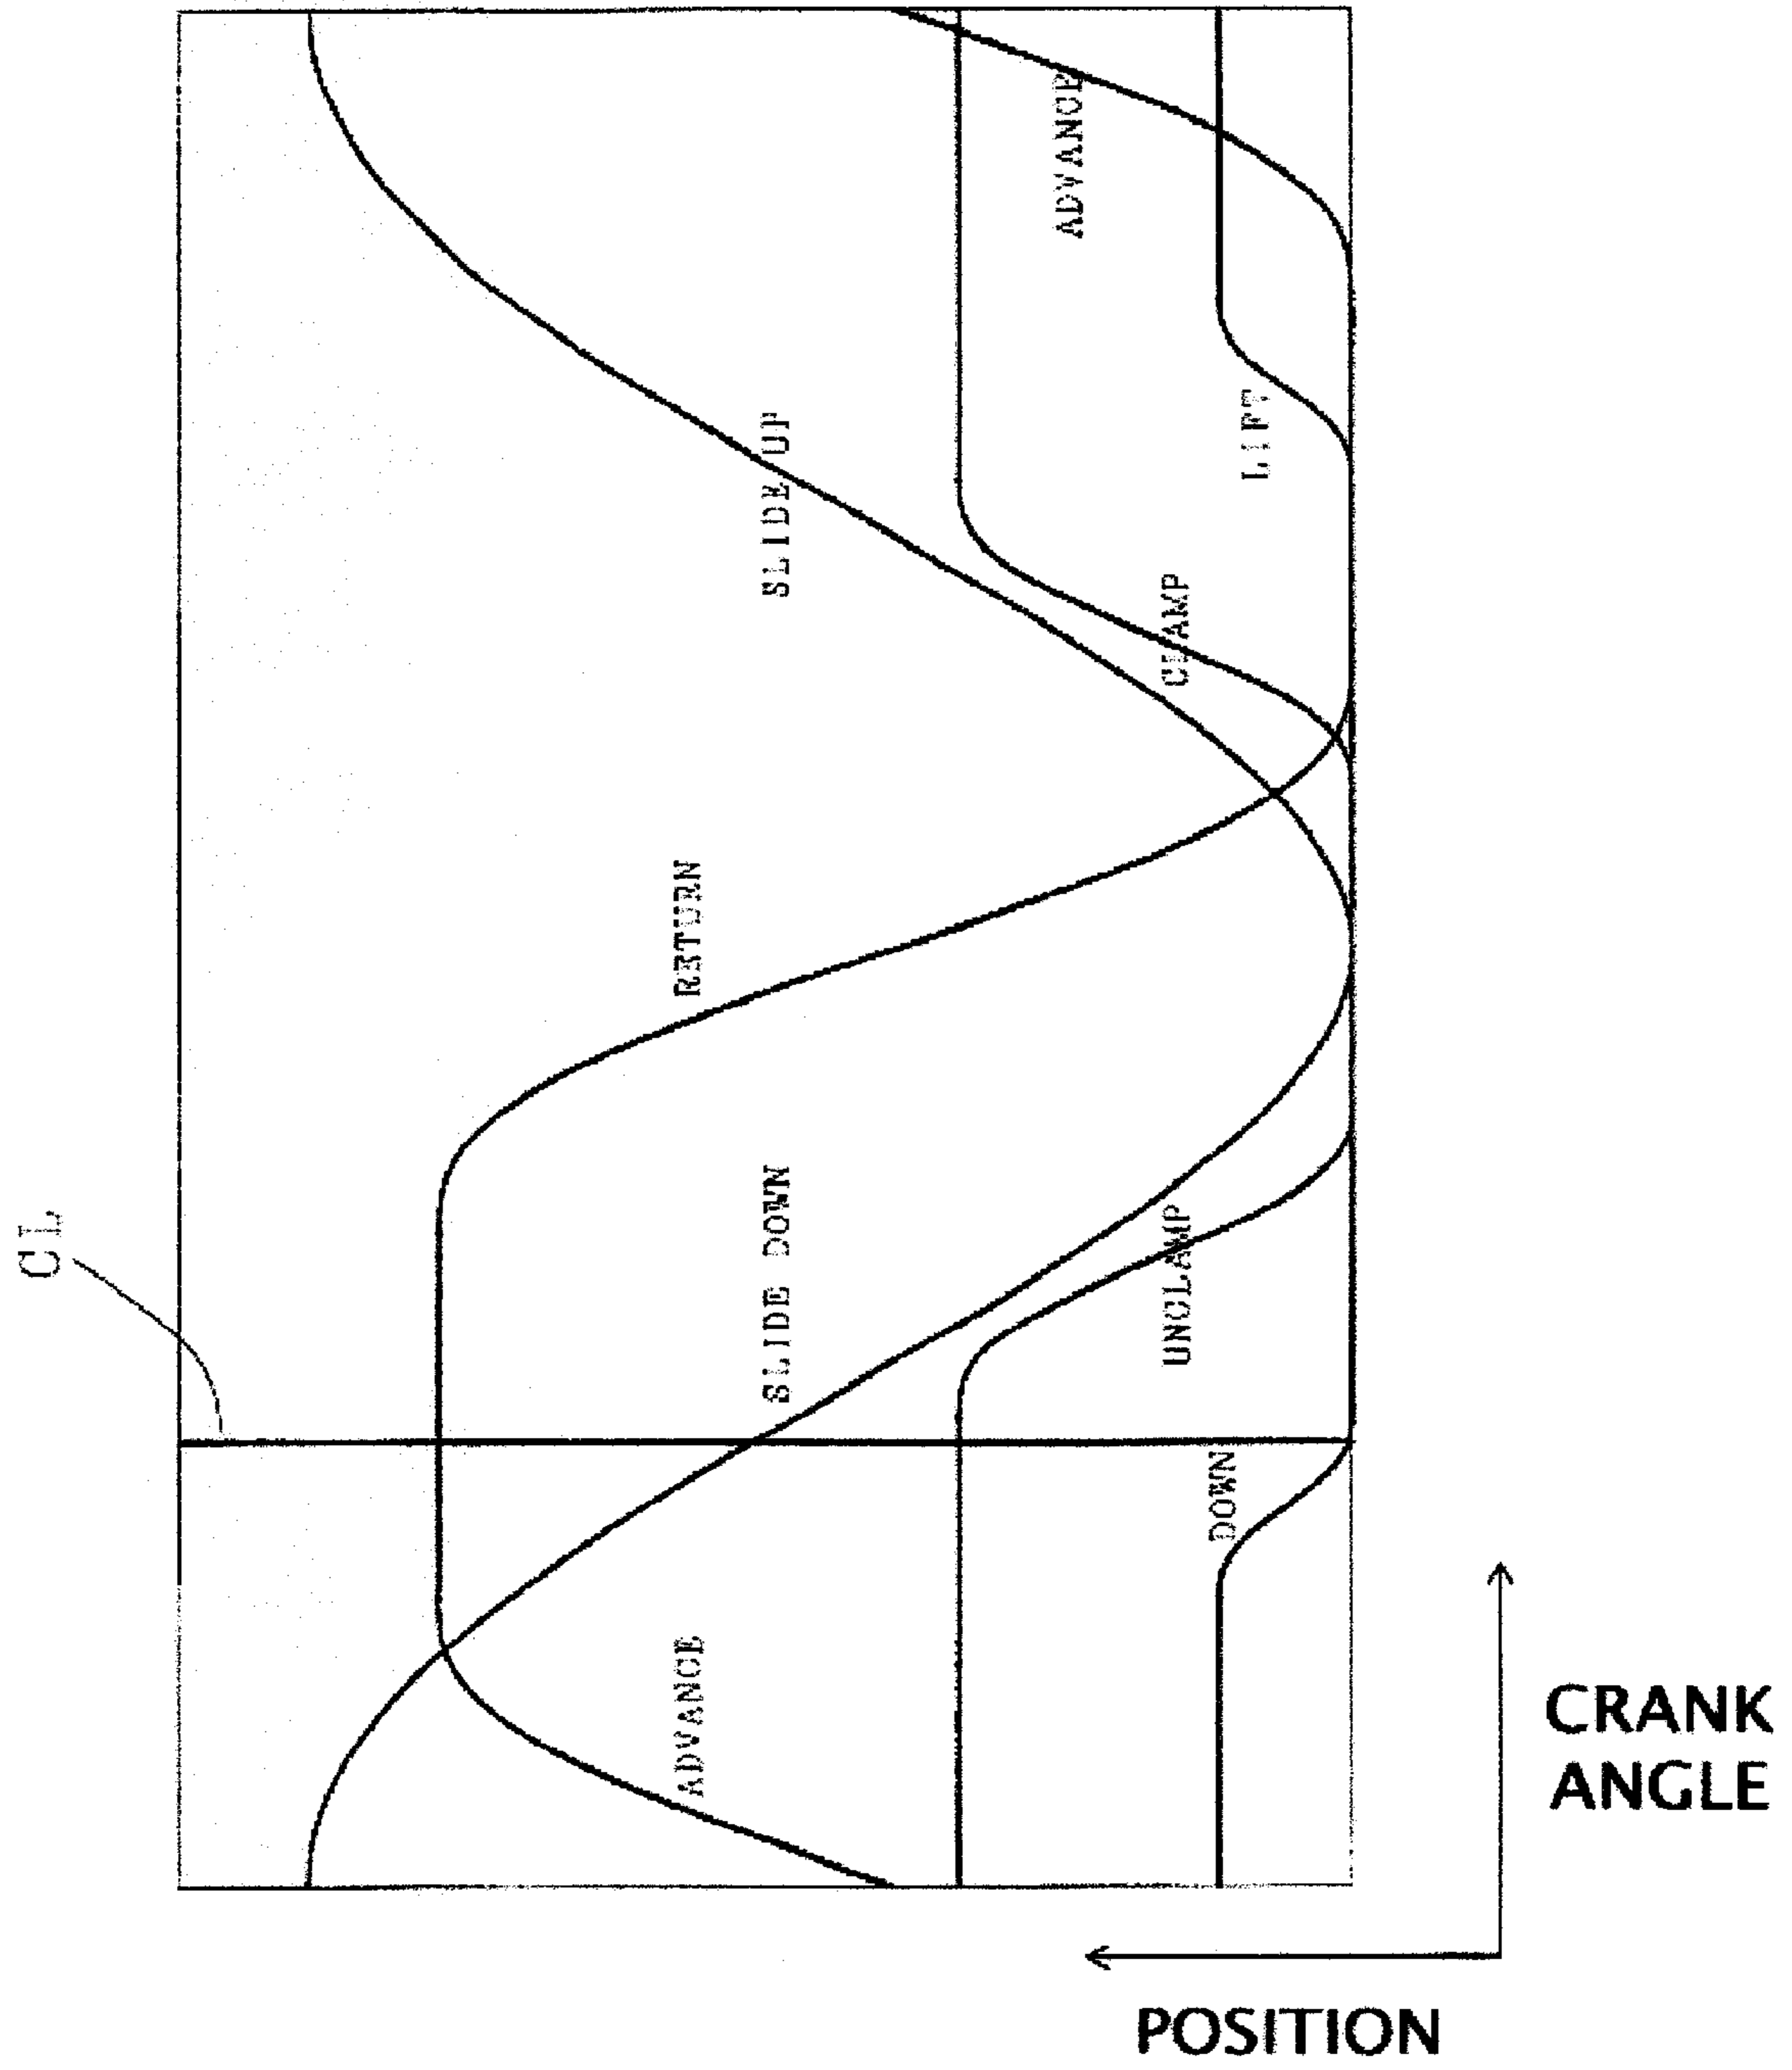 CL
ADVANCE
SLIDE DOWN
RETURN
SLIDE UP
DOWN
UNCLAMP
CLAMP
LIFT
ADVANCE
CRANK
ANGLE
POSITION